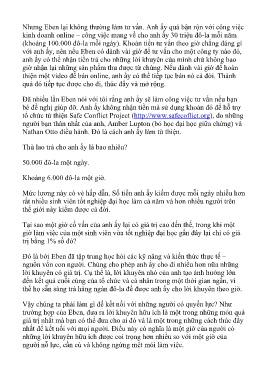 Nhưng Eben lại không thường làm tư vấn. Anh ấy quá bận rộn với công việc
kinh doanh online – công việc mang về cho anh ấy 30 triệu đô-la mỗi năm
(khoảng 100.000 đô-la mỗi ngày). Khoản tiền tư vấn theo giờ chẳng đáng gì
với anh ấy, nên nếu Eben có dành vài giờ để tư vấn cho một công ty nào đó,
anh ấy có thể nhận tiền trả cho những lời khuyên của mình chứ không bao
giờ nhận lại những sản phẩm thu được từ chúng. Nếu dành vài giờ để hoàn
thiện một video để bán online, anh ấy có thể tiếp tục bán nó cả đời. Thành
quả đó tiếp tục được cho đi, thúc đẩy và mở rộng.
Đã nhiều lần Eben nói với tôi rằng anh ấy sẽ làm công việc tư vấn nếu bạn
bè đề nghị giúp đỡ. Anh ấy không nhận tiền mà sử dụng khoản đó để hỗ trợ
tổ chức từ thiện Safe Conflict Project (http://www.safeconflict.org), do những
người bạn thân nhất của anh, Amber Lupton (bỏ học đại học giữa chừng) và
Nathan Otto điều hành. Đó là cách anh ấy làm từ thiện.
Thù lao trả cho anh ấy là bao nhiêu?
50.000 đô-la một ngày.
Khoảng 6.000 đô-la một giờ.
Mức lương này có vẻ hấp dẫn. Số tiền anh ấy kiếm được mỗi ngày nhiều hơn
rất nhiều sinh viên tốt nghiệp đại học làm cả năm và hơn nhiều người trên
thế giới này kiếm được cả đời.
Tại sao một giờ cố vấn của anh ấy lại có giá trị cao đến thế, trong khi một
giờ làm việc của một sinh viên vừa tốt nghiệp đại học gần đây lại chỉ có giá
trị bằng 1% số đó?
Đó là bởi Eben đã tập trung học hỏi các kỹ năng và kiến thức thực tế –
nguồn vốn con người. Chúng cho phép anh ấy cho đi nhiều hơn nữa những
lời khuyên có giá trị. Cụ thể là, lời khuyên nhỏ của anh tạo ảnh hưởng lớn
đến kết quả cuối cùng của tổ chức và cá nhân trong một thời gian ngắn, vì
thế họ sẵn sàng trả hàng ngàn đô-la để được anh ấy cho lời khuyên theo giờ.
Vậy chúng ta phải làm gì để kết nối với những người có quyền lực? Như
trường hợp của Eben, đưa ra lời khuyên hữu ích là một trong những món quà
giá trị nhất mà bạn có thể đưa cho ai đó và là một trong những cách thúc đẩy
nhất để kết nối với mọi người. Điều này có nghĩa là một giờ của người có
những lời khuyên hữu ích được coi trọng hơn nhiều so với một giờ của
người nỗ lực, cần cù và không ngừng mệt mỏi làm việc.